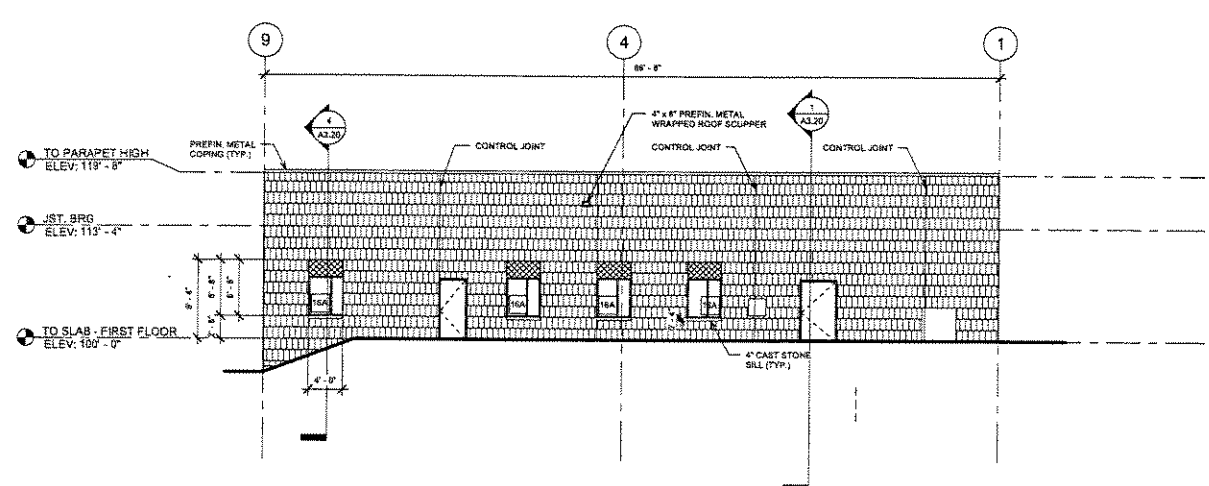 9
4
1
4
A3.20
1
A3.20
4" x 8" PREFIN. METAL
WRAPPED ROOF SCUPPER
TO PARAPET HIGH
ELEV: 119' - 8"
PREFIN. METAL
COPING (TYP.)
CONTROL JOINT
CONTROL JOINT
CONTROL JOINT
JST. BRG
ELEV: 113' - 4"
9' - 4"
6' - 8"
16A
16A
16A
16A
TO SLAB - FIRST FLOOR
ELEV: 100' - 0"
4' - 0"
4" CAST STONE
SILL (TYP.)